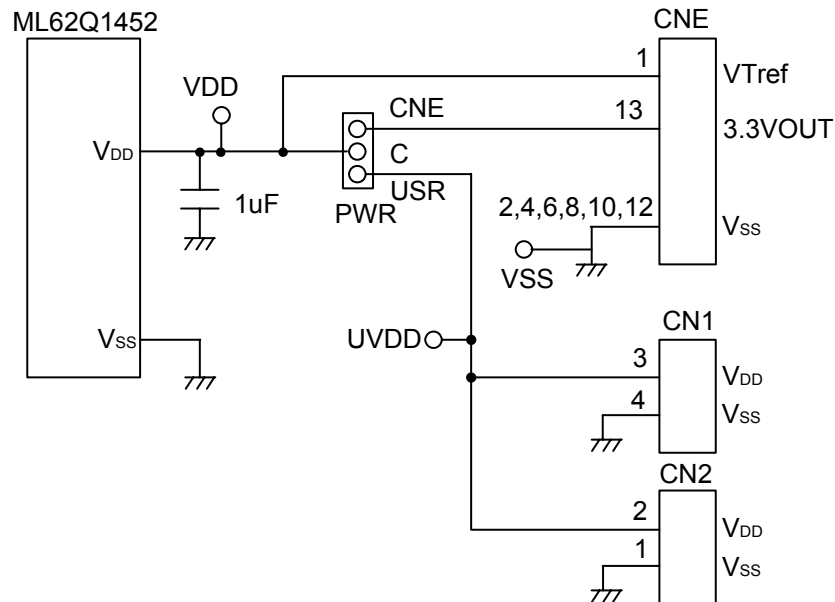 ML62Q1452
CNE
1
VTref
VDD
CNE
13
3.3VOUT
VDD
C
1uF
USR
PWR
2,4,6,8,10,12
VSS
VSS
VSS
UVDD
CN1
3
VDD
4
VSS
CN2
2
VDD
1
VSS